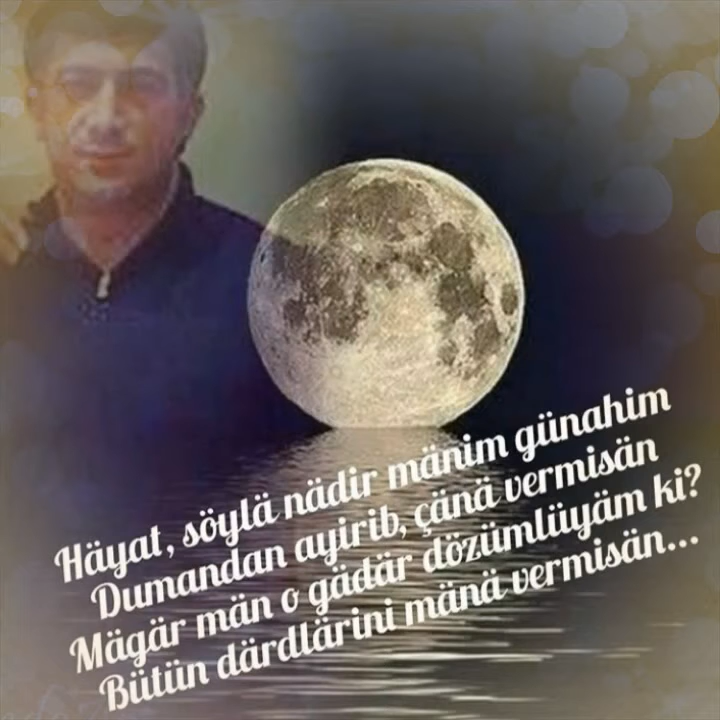 Häyat, söylä nädir mänim günahim
Dumandan ayirib, çänä vermisän
Mägär män o gädär dözümlüyäm ki?
Bütün därdlärini mänä vermisän...